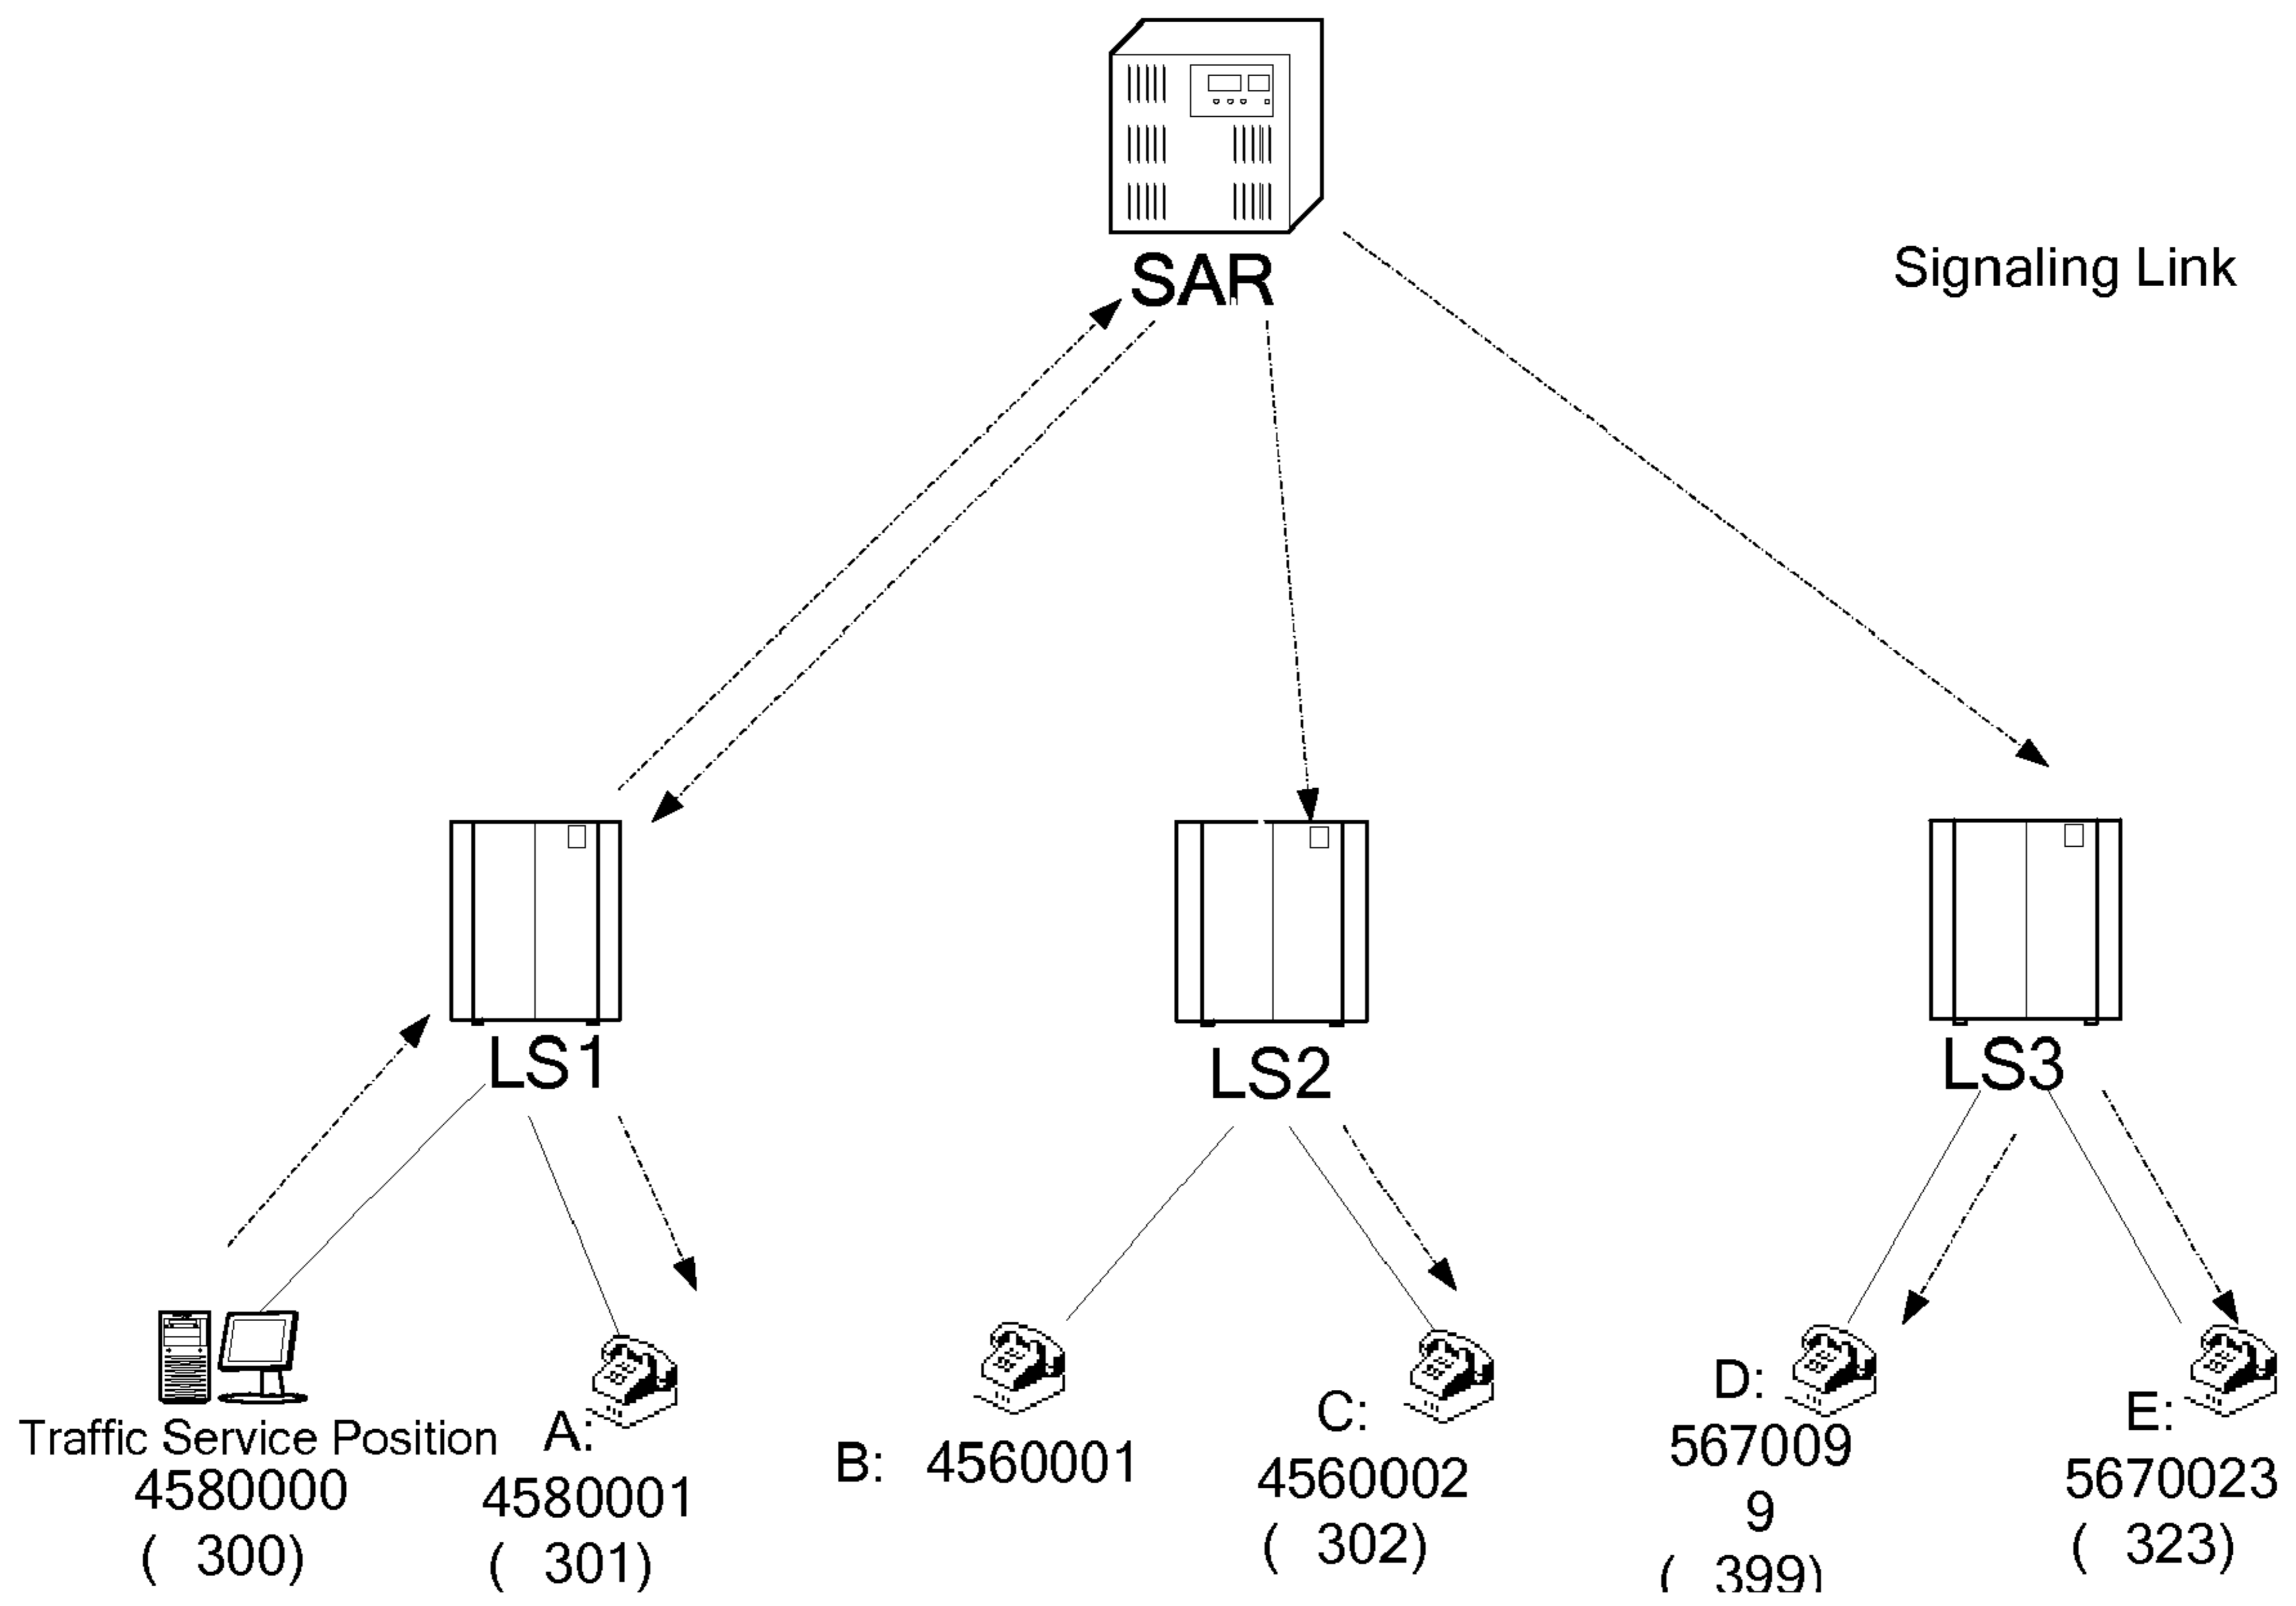 SAR
Signaling Link
LS1
LS2
LS3
Traffic Service Position
4580000
( 300)
A:
4580001
( 301)
B: 4560001
C:
4560002
( 302)
D:
567009
9
( 399)
E:
5670023
( 323)